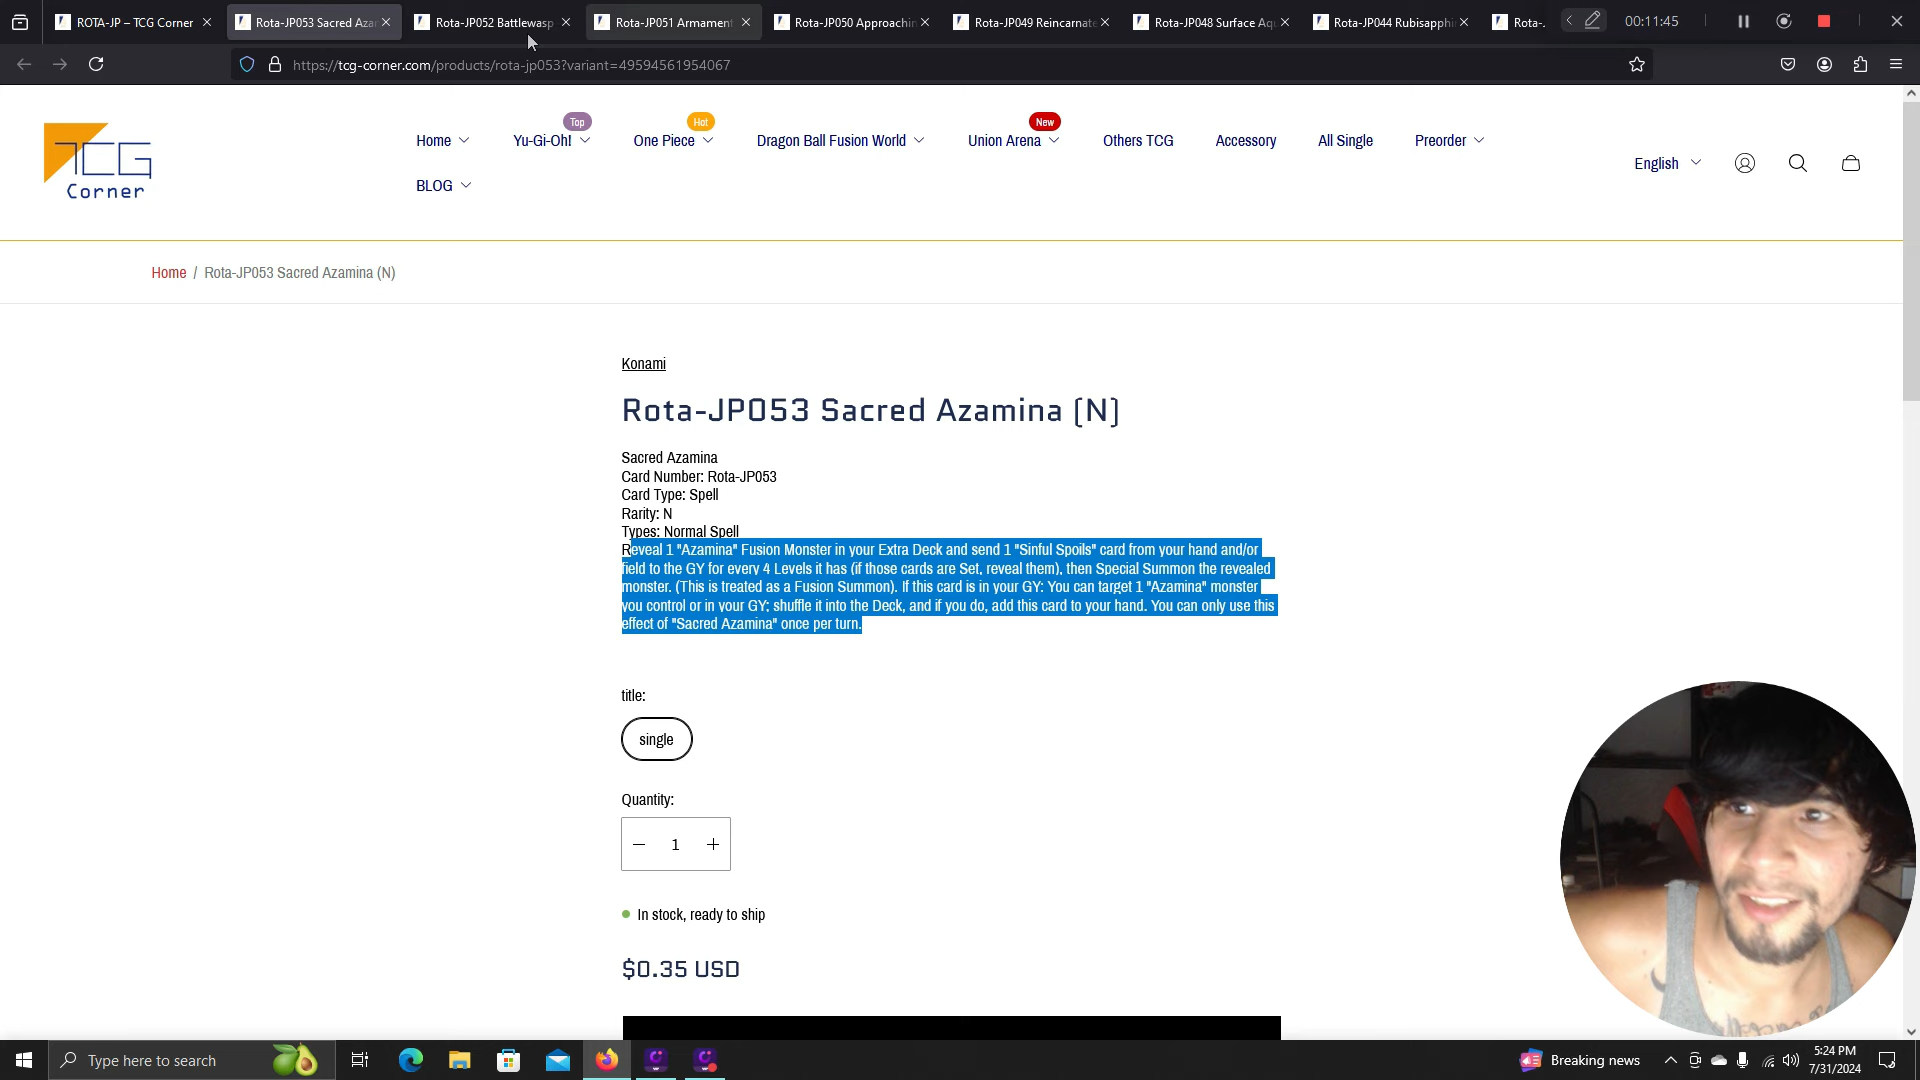 ROTA-JP – TCG Corner
Rota-JP053 Sacred Azar
Rota-JP052 Battlewasp
Rota-JP051 Armament
Rota-JP050 Approachin
Rota-JP049 Reincarnate
Rota-JP048 Surface Aqu
Rota-JP044 Rubisapphi
Rota-.
00:11:45
https://tcg-corner.com/products/rota-jp053?variant=49594561954067
TCG
Corner
Top
Hot
New
Home
Yu-Gi-Oh!
One Piece
Dragon Ball Fusion World
Union Arena
Others TCG
Accessory
All Single
Preorder
BLOG
English
Home / Rota-JP053 Sacred Azamina (N)
Konami
Rota-JP053 Sacred Azamina (N)
Sacred Azamina
Card Number: Rota-JP053
Card Type: Spell
Rarity: N
Types: Normal Spell
Reveal 1 "Azamina" Fusion Monster in your Extra Deck and send 1 "Sinful Spoils" card from your hand and/or
field to the GY for every 4 Levels it has (if those cards are Set, reveal them), then Special Summon the revealed
monster. (This is treated as a Fusion Summon). If this card is in your GY: You can target 1 "Azamina" monster
you control or in your GY; shuffle it into the Deck, and if you do, add this card to your hand. You can only use this
effect of "Sacred Azamina" once per turn.
title:
single
Quantity:
1
In stock, ready to ship
$0.35 USD
Type here to search
Breaking news
5:24 PM
7/31/2024